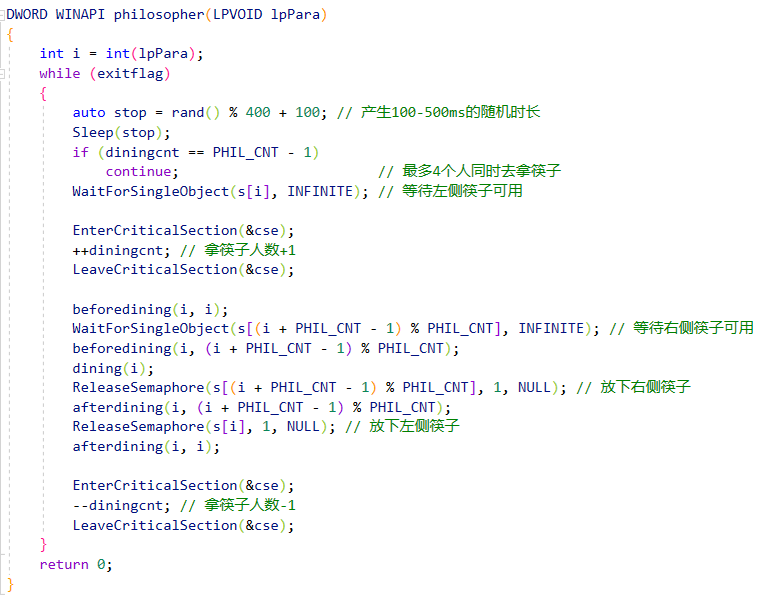 DWORD WINAPI philosopher(LPVOID lpPara)
{
    int i = int(lpPara);
    while (exitflag)
    {
        auto stop = rand() % 400 + 100; // 产生100-500ms的随机时长
        Sleep(stop);
        if (diningcnt == PHIL_CNT - 1)
            continue;                  // 最多4个人同时去拿筷子
        WaitForSingleObject(s[i], INFINITE); // 等待左侧筷子可用

        EnterCriticalSection(&cse);
        ++diningcnt; // 拿筷子人数+1
        LeaveCriticalSection(&cse);

        beforedining(i, i);
        WaitForSingleObject(s[(i + PHIL_CNT - 1) % PHIL_CNT], INFINITE); // 等待右侧筷子可用
        beforedining(i, (i + PHIL_CNT - 1) % PHIL_CNT);
        dining(i);
        ReleaseSemaphore(s[(i + PHIL_CNT - 1) % PHIL_CNT], 1, NULL); // 放下右侧筷子
        afterdining(i, (i + PHIL_CNT - 1) % PHIL_CNT);
        ReleaseSemaphore(s[i], 1, NULL); // 放下左侧筷子
        afterdining(i, i);

        EnterCriticalSection(&cse);
        --diningcnt; // 拿筷子人数-1
        LeaveCriticalSection(&cse);
    }
    return 0;
}